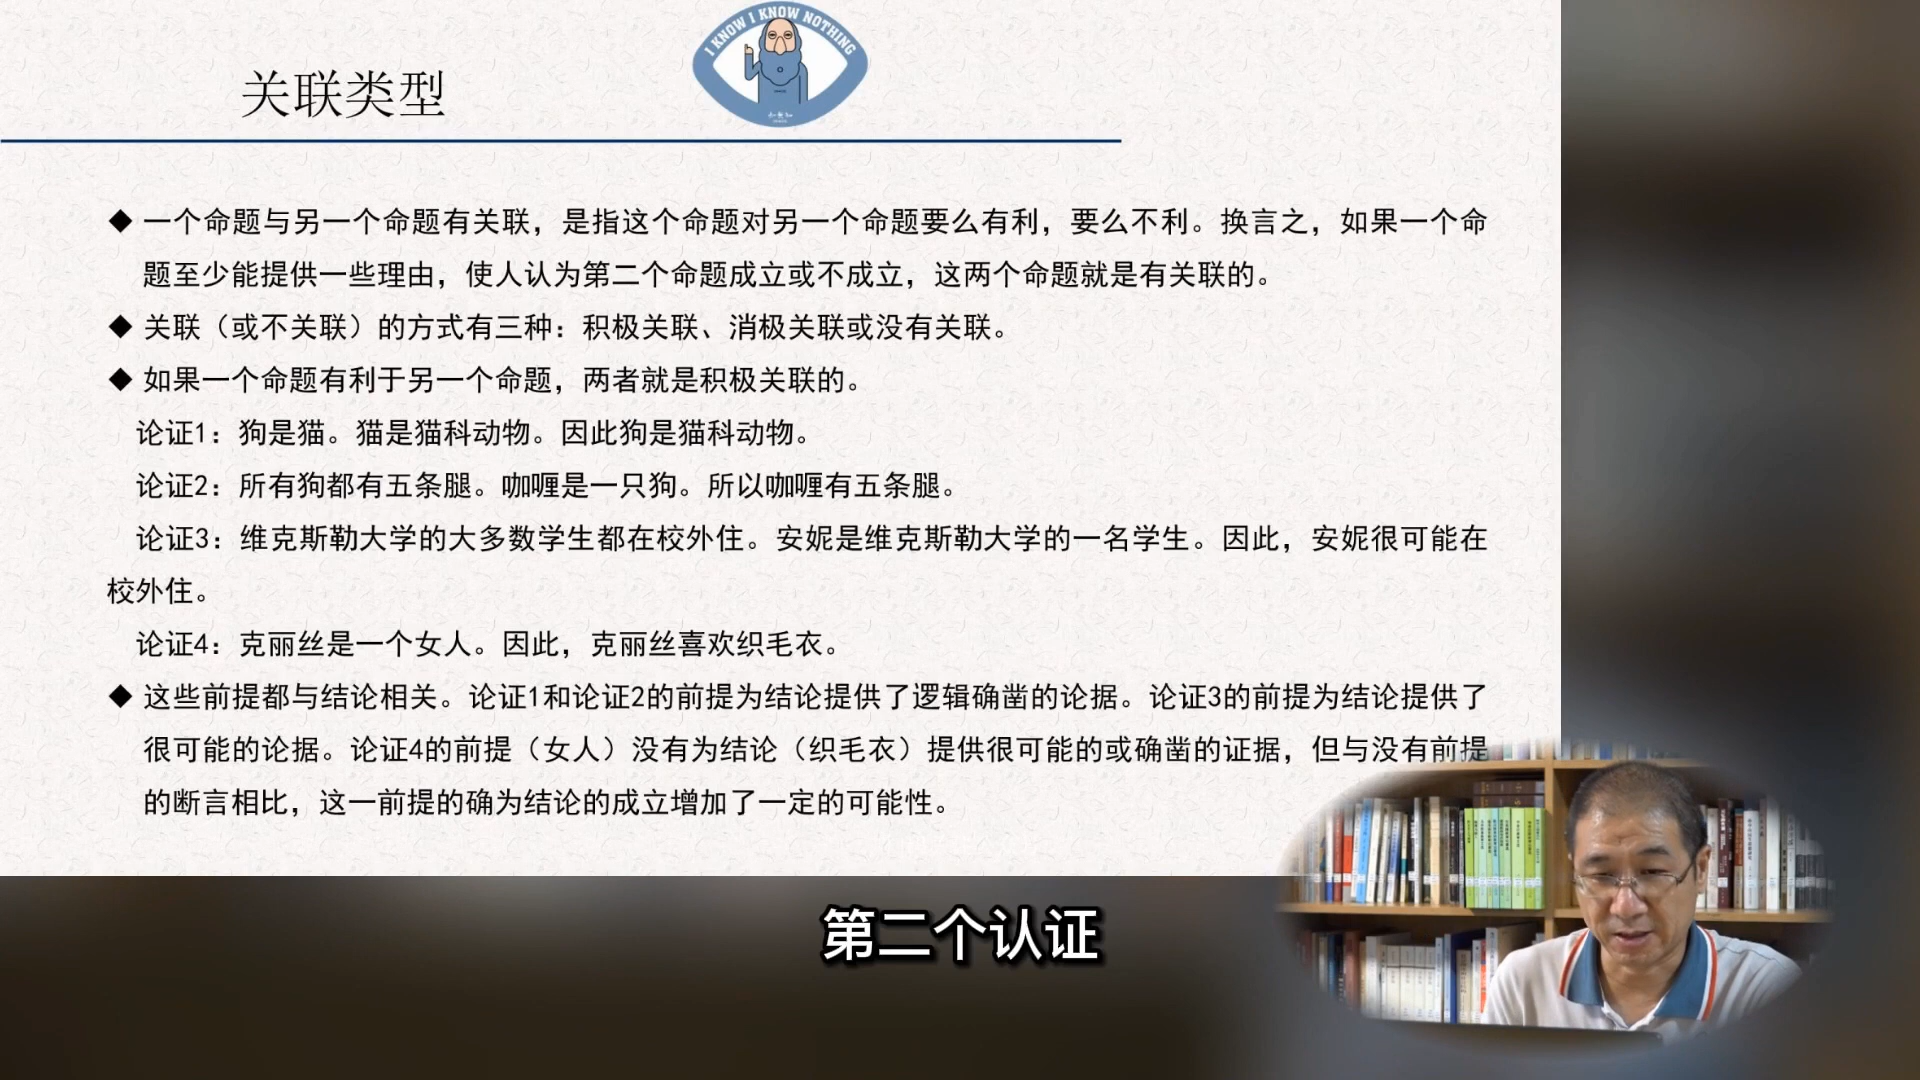 I KNOW I KNOW NOTHING
关联类型
◆ 一个命题与另一个命题有关联，是指这个命题对另一个命题要么有利，要么不利。换言之，如果一个命
题至少能提供一些理由，使人认为第二个命题成立或不成立，这两个命题就是有关联的。
◆ 关联（或不关联）的方式有三种：积极关联、消极关联或没有关联。
◆ 如果一个命题有利于另一个命题，两者就是积极关联的。
论证1：狗是猫。猫是猫科动物。因此狗是猫科动物。
论证2：所有狗都有五条腿。咖喱是一只狗。所以咖喱有五条腿。
论证3：维克斯勒大学的大多数学生都在校外住。安妮是维克斯勒大学的一名学生。因此，安妮很可能在
校外住。
论证4：克丽丝是一个女人。因此，克丽丝喜欢织毛衣。
◆ 这些前提都与结论相关。论证1和论证2的前提为结论提供了逻辑确凿的论据。论证3的前提为结论提供了
很可能的论据。论证4的前提（女人）没有为结论（织毛衣）提供很可能的或确凿的证据，但与没有前提
的断言相比，这一前提的确为结论的成立增加了一定的可能性。
第二个认证